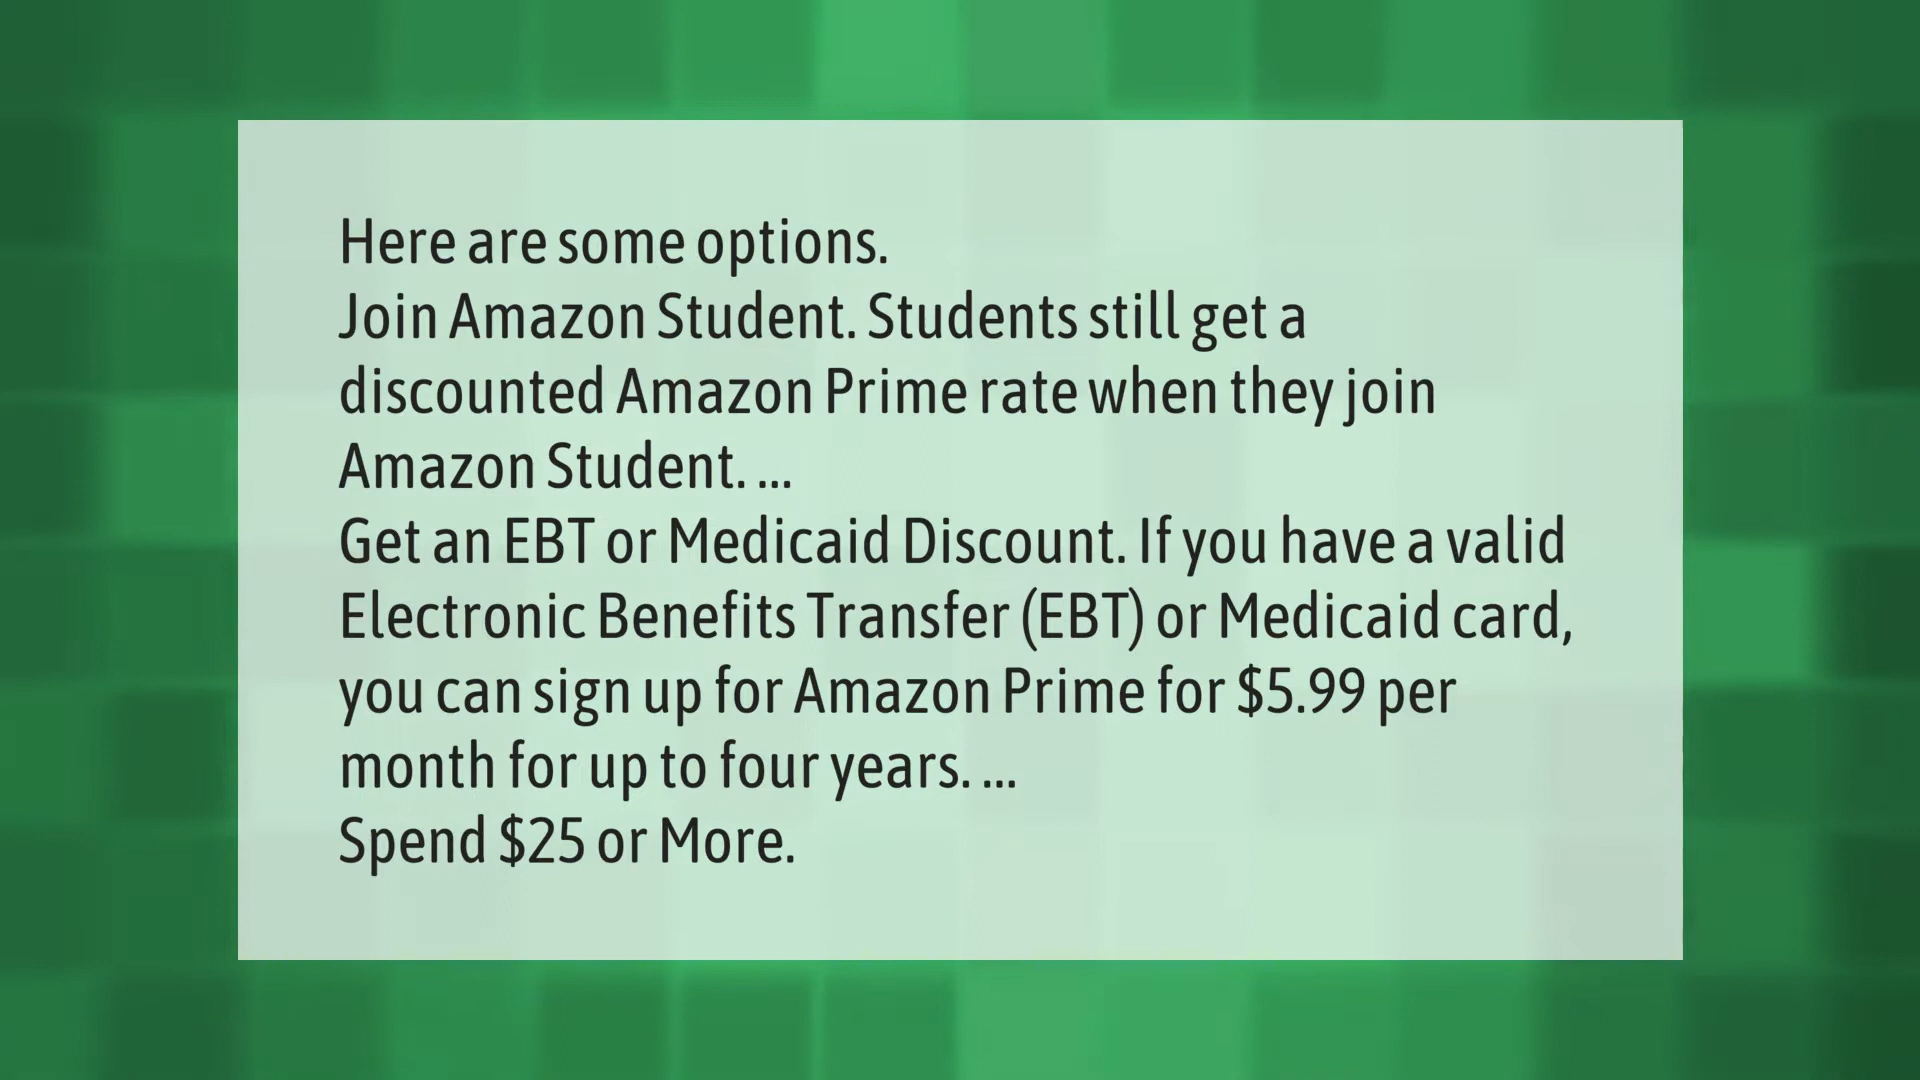 Here are some options.
Join Amazon Student. Students still get a
discounted Amazon Prime rate when they join
Amazon Student. ...
Get an EBT or Medicaid Discount. If you have a valid
Electronic Benefits Transfer (EBT) or Medicaid card,
you can sign up for Amazon Prime for $5.99 per
month for up to four years. ...
Spend $25 or More.